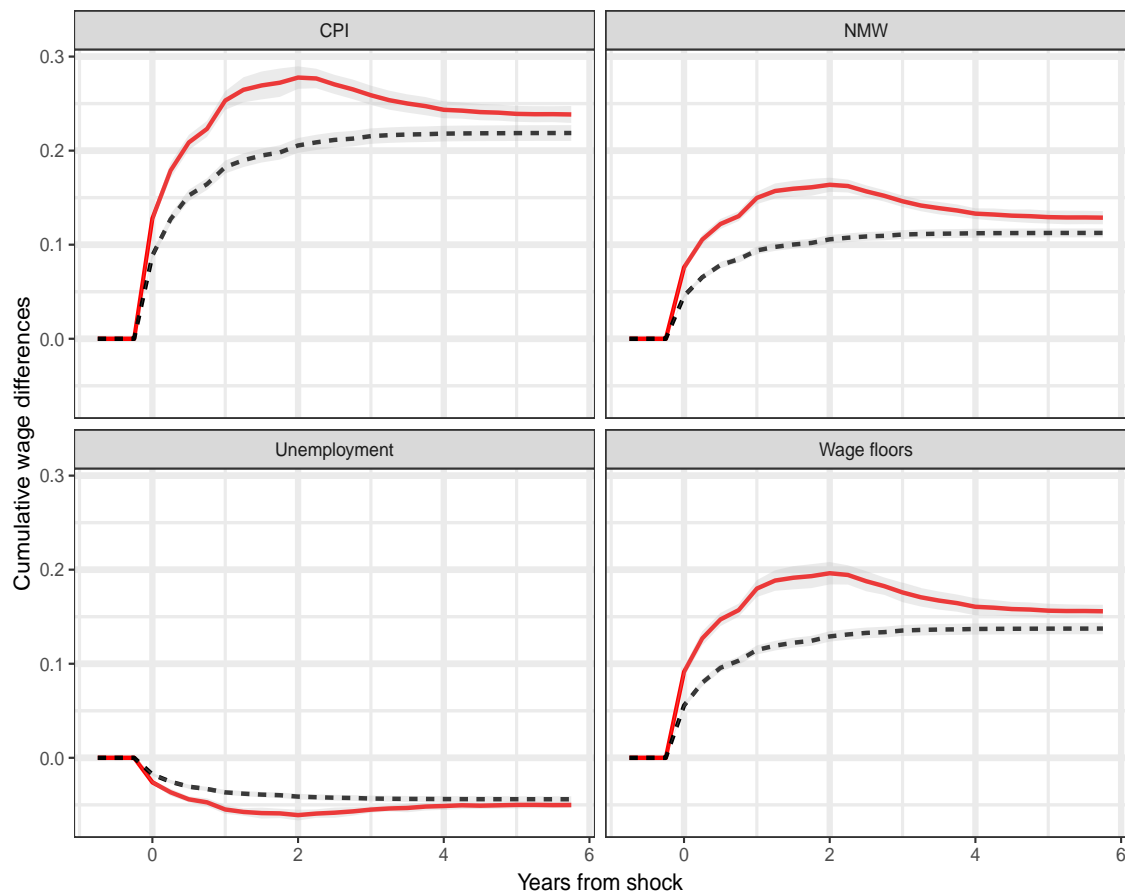 CPI
NMW
0.3
0.2
0.1
0.0
Unemployment
Wage floors
0.3
0.2
0.1
0.0
Cumulative wage differences
0
2
4
6
0
2
4
6
Years from shock